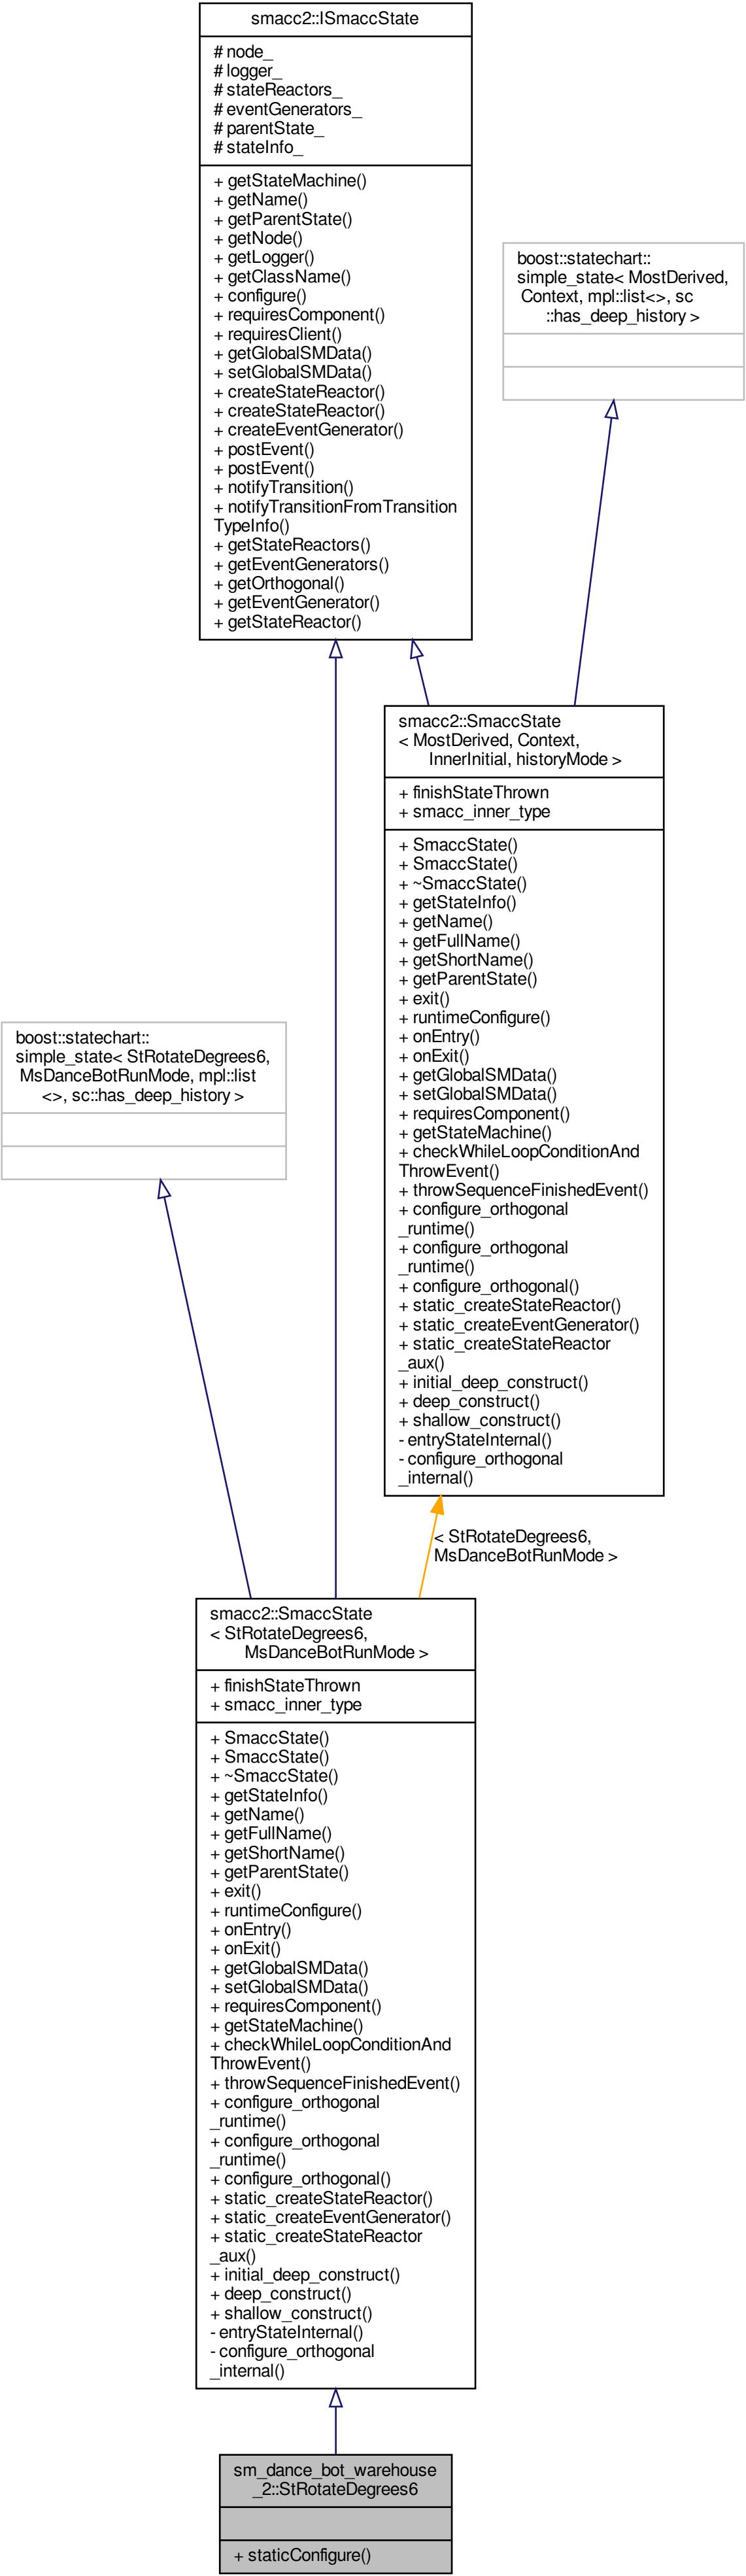 smacc2::ISmaccState
# node_
# logger_
# stateReactors_
# eventGenerators_
# parentState_
# stateInfo_
+ getStateMachine()
+ getName()
+ getParentState()
+ getNode()
+ getLogger()
+ getClassName()
+ configure()
+ requiresComponent()
+ requiresClient()
+ getGlobalSMData()
+ setGlobalSMData()
+ createStateReactor()
+ createStateReactor()
+ createEventGenerator()
+ postEvent()
+ postEvent()
+ notifyTransition()
+ notifyTransitionFromTransition
TypeInfo()
+ getStateReactors()
+ getEventGenerators()
+ getOrthogonal()
+ getEventGenerator()
+ getStateReactor()
boost::statechart::
simple_state< MostDerived,
Context, mpl::list<>, sc
::has_deep_history >
smacc2::SmaccState
< MostDerived, Context,
InnerInitial, historyMode >
+ finishStateThrown
+ smacc_inner_type
+ SmaccState()
+ SmaccState()
+ ~SmaccState()
+ getStateInfo()
+ getName()
+ getFullName()
+ getShortName()
+ getParentState()
+ exit()
+ runtimeConfigure()
+ onEntry()
+ onExit()
+ getGlobalSMData()
+ setGlobalSMData()
+ requiresComponent()
+ getStateMachine()
+ checkWhileLoopConditionAnd
ThrowEvent()
+ throwSequenceFinishedEvent()
+ configure_orthogonal
_runtime()
+ configure_orthogonal
_runtime()
+ configure_orthogonal()
+ static_createStateReactor()
+ static_createEventGenerator()
+ static_createStateReactor
_aux()
+ initial_deep_construct()
+ deep_construct()
+ shallow_construct()
- entryStateInternal()
- configure_orthogonal
_internal()
boost::statechart::
simple_state< StRotateDegrees6,
MsDanceBotRunMode, mpl::list
<>, sc::has_deep_history >
< StRotateDegrees6,
MsDanceBotRunMode >
smacc2::SmaccState
< StRotateDegrees6,
MsDanceBotRunMode >
+ finishStateThrown
+ smacc_inner_type
+ SmaccState()
+ SmaccState()
+ ~SmaccState()
+ getStateInfo()
+ getName()
+ getFullName()
+ getShortName()
+ getParentState()
+ exit()
+ runtimeConfigure()
+ onEntry()
+ onExit()
+ getGlobalSMData()
+ setGlobalSMData()
+ requiresComponent()
+ getStateMachine()
+ checkWhileLoopConditionAnd
ThrowEvent()
+ throwSequenceFinishedEvent()
+ configure_orthogonal
_runtime()
+ configure_orthogonal
_runtime()
+ configure_orthogonal()
+ static_createStateReactor()
+ static_createEventGenerator()
+ static_createStateReactor
_aux()
+ initial_deep_construct()
+ deep_construct()
+ shallow_construct()
- entryStateInternal()
- configure_orthogonal
_internal()
sm_dance_bot_warehouse
_2::StRotateDegrees6
+ staticConfigure()